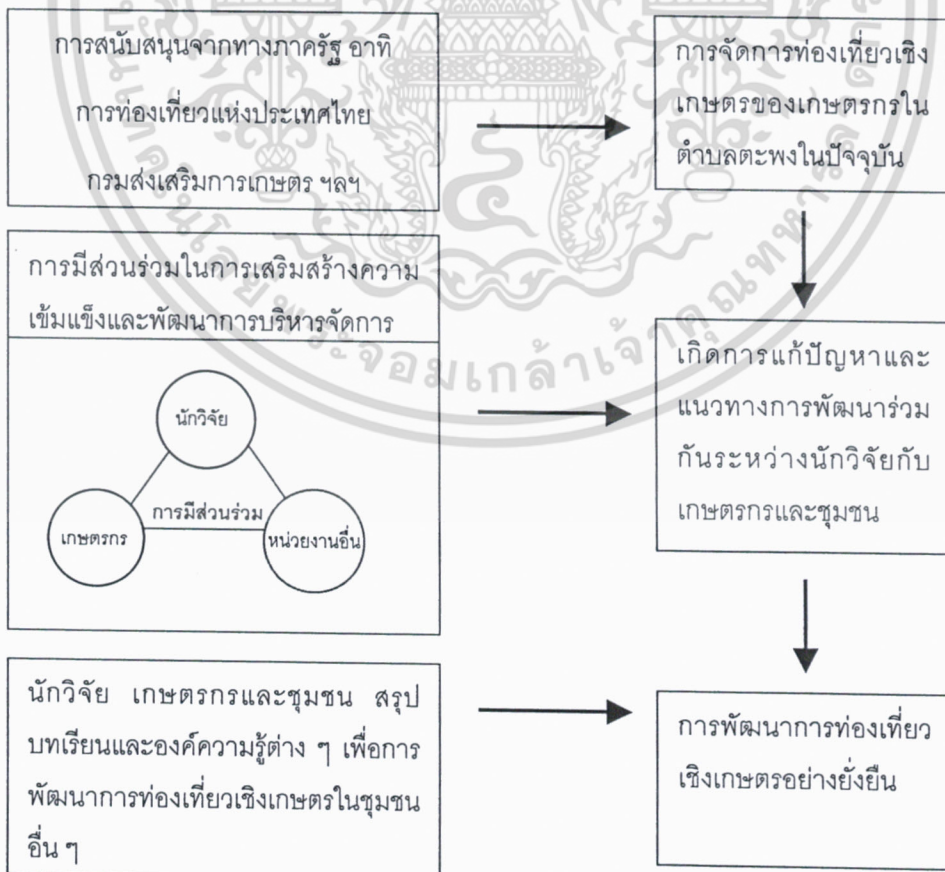 การสนับสนุนจากทางภาครัฐ อาทิ
การท่องเที่ยวแห่งประเทศไทย
กรมส่งเสริมการเกษตร ฯลฯ
การจัดการท่องเที่ยวเชิง
เกษตรของเกษตรกรใน
ตำบลตะพงในปัจจุบัน
การมีส่วนร่วมในการเสริมสร้างความ
เข้มแข็งและพัฒนาการบริหารจัดการ
นักวิจัย
การมีส่วนร่วม
เกษตรกร
หน่วยงานอื่น
เกิดการแก้ปัญหาและ
แนวทางการพัฒนาร่วม
กันระหว่างนักวิจัยกับ
เกษตรกรและชุมชน
นักวิจัย เกษตรกรและชุมชน สรุป
บทเรียนและองค์ความรู้ต่าง ๆ เพื่อการ
พัฒนาการท่องเที่ยวเชิงเกษตรในชุมชน
อื่น ๆ
การพัฒนาการท่องเที่ยว
เชิงเกษตรอย่างยั่งยืน
พระจอมเกล้าเจ้าคุณทหาร